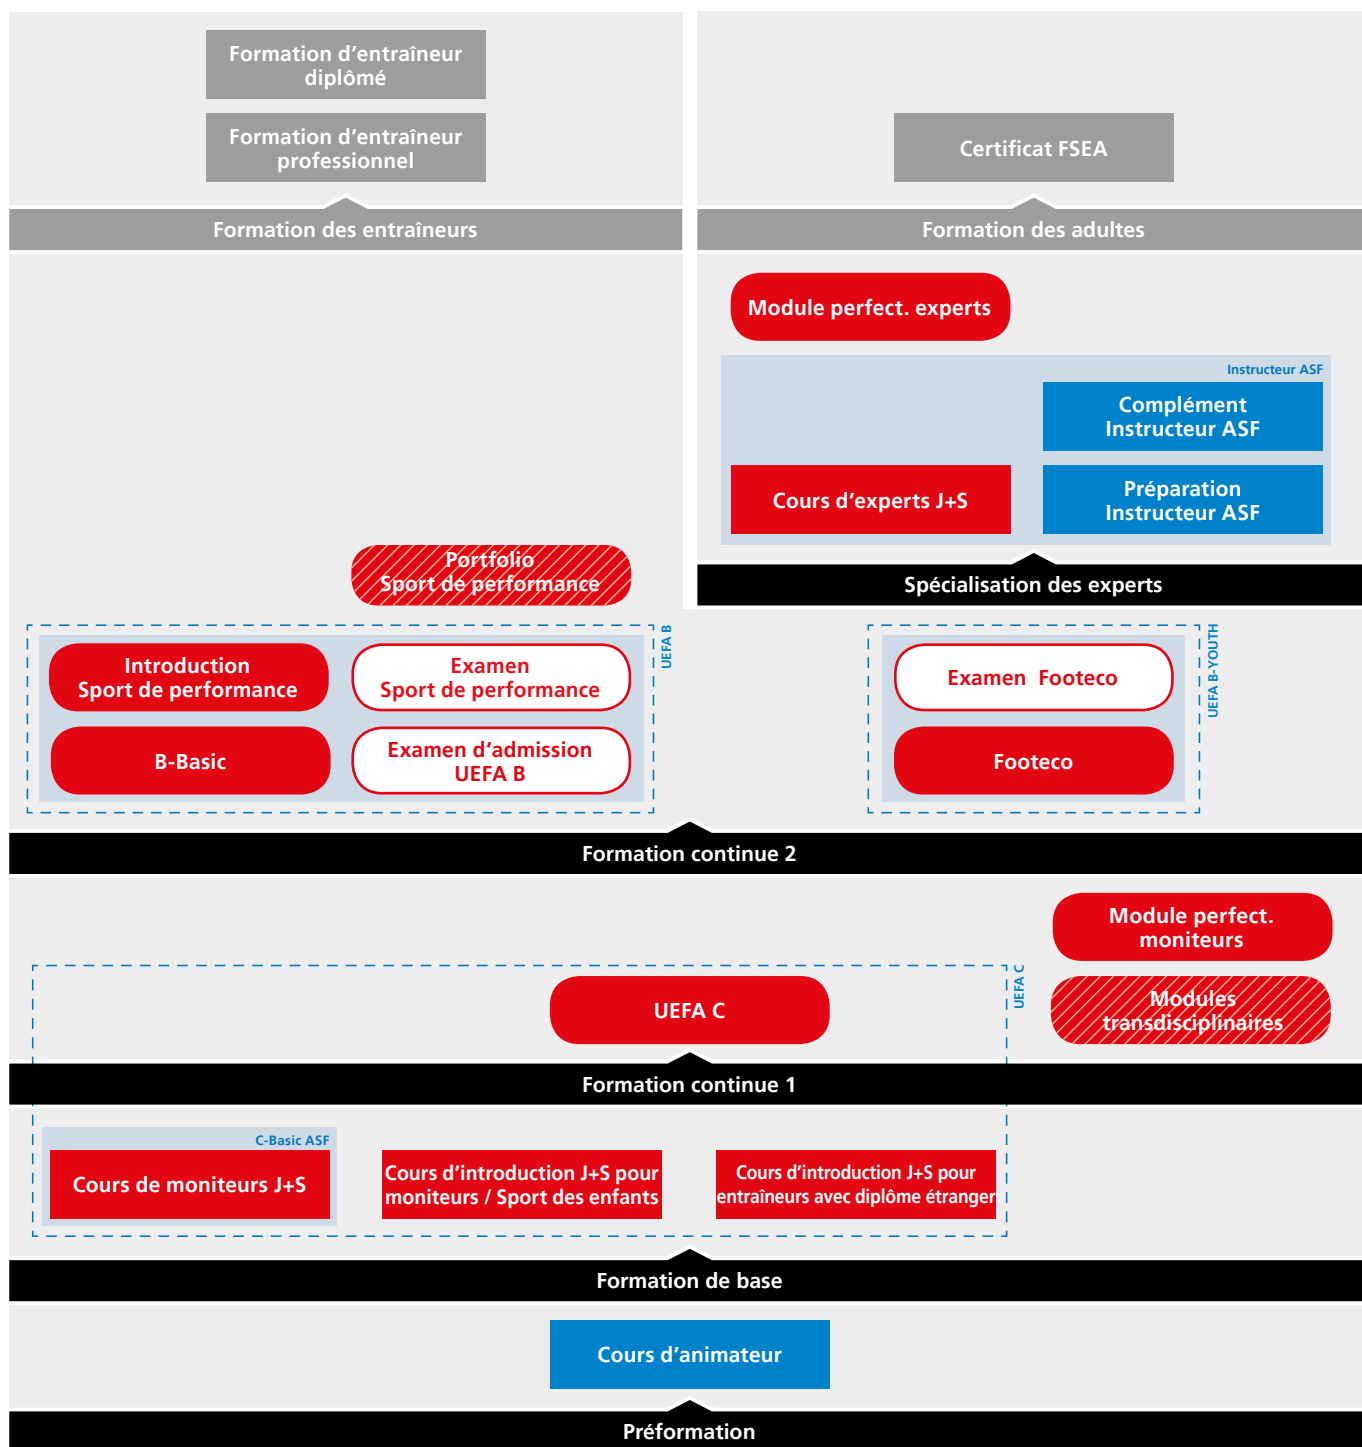 Formation d’entraîneur
diplômé
Formation d’entraîneur
professionnel
Formation des entraîneurs
Certificat FSEA
Formation des adultes
Module perfect. experts
Instructeur ASF
Complément
Instructeur ASF
Cours d’experts J+S
Préparation
Instructeur ASF
Spécialisation des experts
Portfolio
Sport de performance
UEFA B
Introduction
Sport de performance
Examen
Sport de performance
B-Basic
Examen d‘admission
UEFA B
UEFA B-YOUTH
Examen Footeco
Footeco
Formation continue 2
Module perfect.
moniteurs
UEFA C
UEFA C
Modules
transdisciplinaires
Formation continue 1
C-Basic ASF
Cours de moniteurs J+S
Cours d’introduction J+S pour
moniteurs / Sport des enfants
Cours d’introduction J+S pour
entraîneurs avec diplôme étranger
Formation de base
Cours d’animateur
Préformation